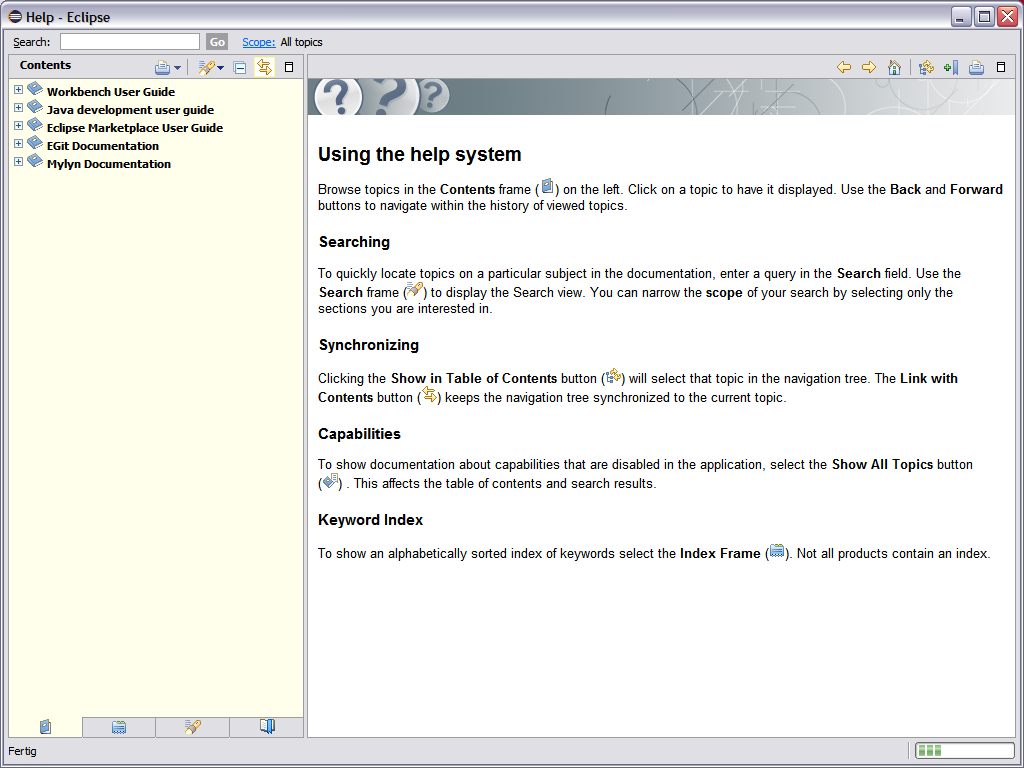 Help - Eclipse
Search:
Go
Scope: All topics
Contents
Workbench User Guide
Java development user guide
Eclipse Marketplace User Guide
EGit Documentation
Mylyn Documentation
Using the help system
Browse topics in the Contents frame ( ) on the left. Click on a topic to have it displayed. Use the Back and Forward
buttons to navigate within the history of viewed topics.
Searching
To quickly locate topics on a particular subject in the documentation, enter a query in the Search field. Use the
Search frame ( ) to display the Search view. You can narrow the scope of your search by selecting only the
sections you are interested in.
Synchronizing
Clicking the Show in Table of Contents button ( ) will select that topic in the navigation tree. The Link with
Contents button ( ) keeps the navigation tree synchronized to the current topic.
Capabilities
To show documentation about capabilities that are disabled in the application, select the Show All Topics button
( ) . This affects the table of contents and search results.
Keyword Index
To show an alphabetically sorted index of keywords select the Index Frame ( ). Not all products contain an index.
Fertig